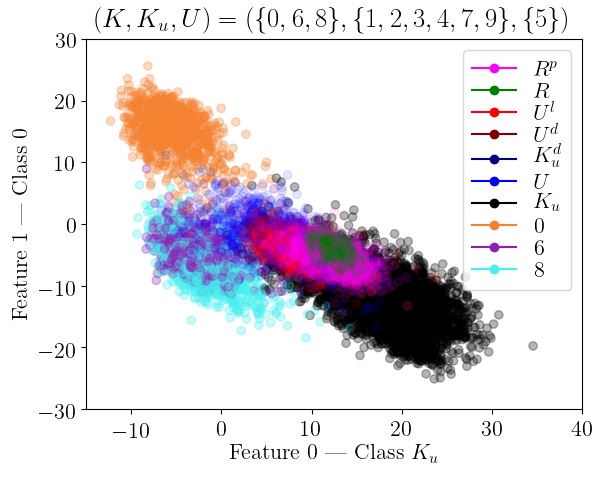 (K, K_u, U) = ({0, 6, 8}, {1, 2, 3, 4, 7, 9}, {5})
30
20
10
0
−10
−20
−30
Feature 1 — Class 0
R^p
R
U^l
U^d
K_u^d
U
K_u
0
6
8
−10
0
10
20
30
40
Feature 0 — Class K_u